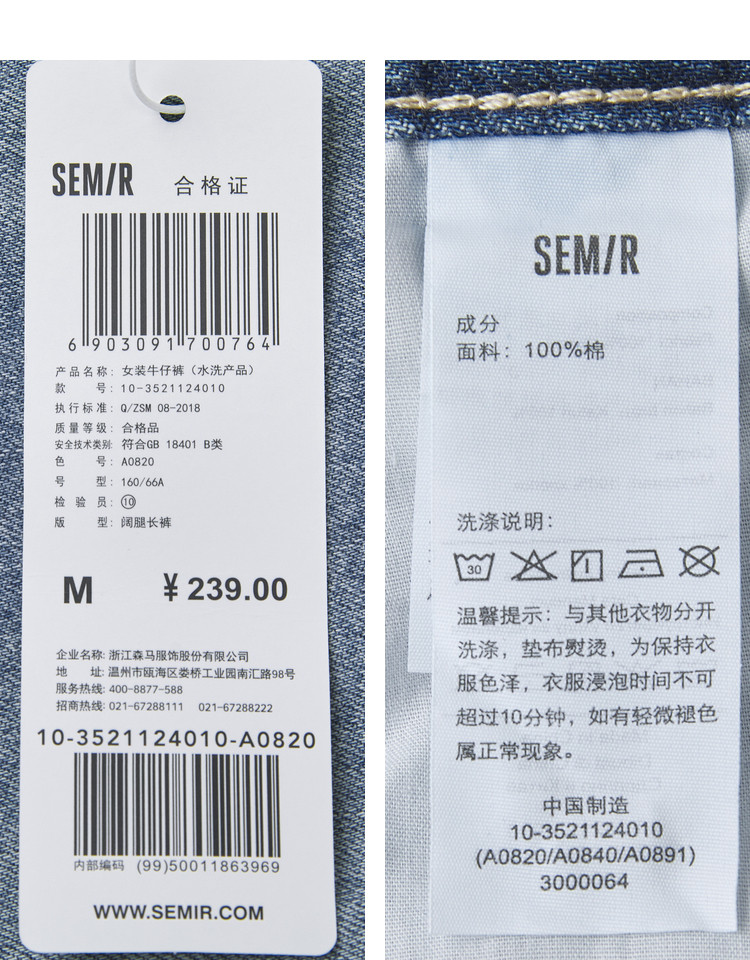 SEMIR 合格证
6 903091 700764
产品名称: 女装牛仔裤（水洗产品）
款 号: 10-3521124010
执行标准: Q/ZSM 08-2018
质量等级: 合格品
安全技术类别: 符合GB 18401 B类
色 号: A0820
号 型: 160/66A
检 验 员: ⑩
版 型: 阔腿长裤
M ¥239.00
企业名称: 浙江森马服饰股份有限公司
地 址: 温州市瓯海区娄桥工业园南汇路98号
服务热线: 400-8877-588
招商热线: 021-67288111 021-67288222
10-3521124010-A0820
内部编码 (99)50011863969
WWW.SEMIR.COM
SEMIR
成分
面料: 100%棉
洗涤说明:
30
温馨提示: 与其他衣物分开
洗涤, 垫布熨烫, 为保持衣
服色泽, 衣服浸泡时间不可
超过10分钟, 如有轻微褪色
属正常现象。
中国制造
10-3521124010
(A0820/A0840/A0891)
3000064